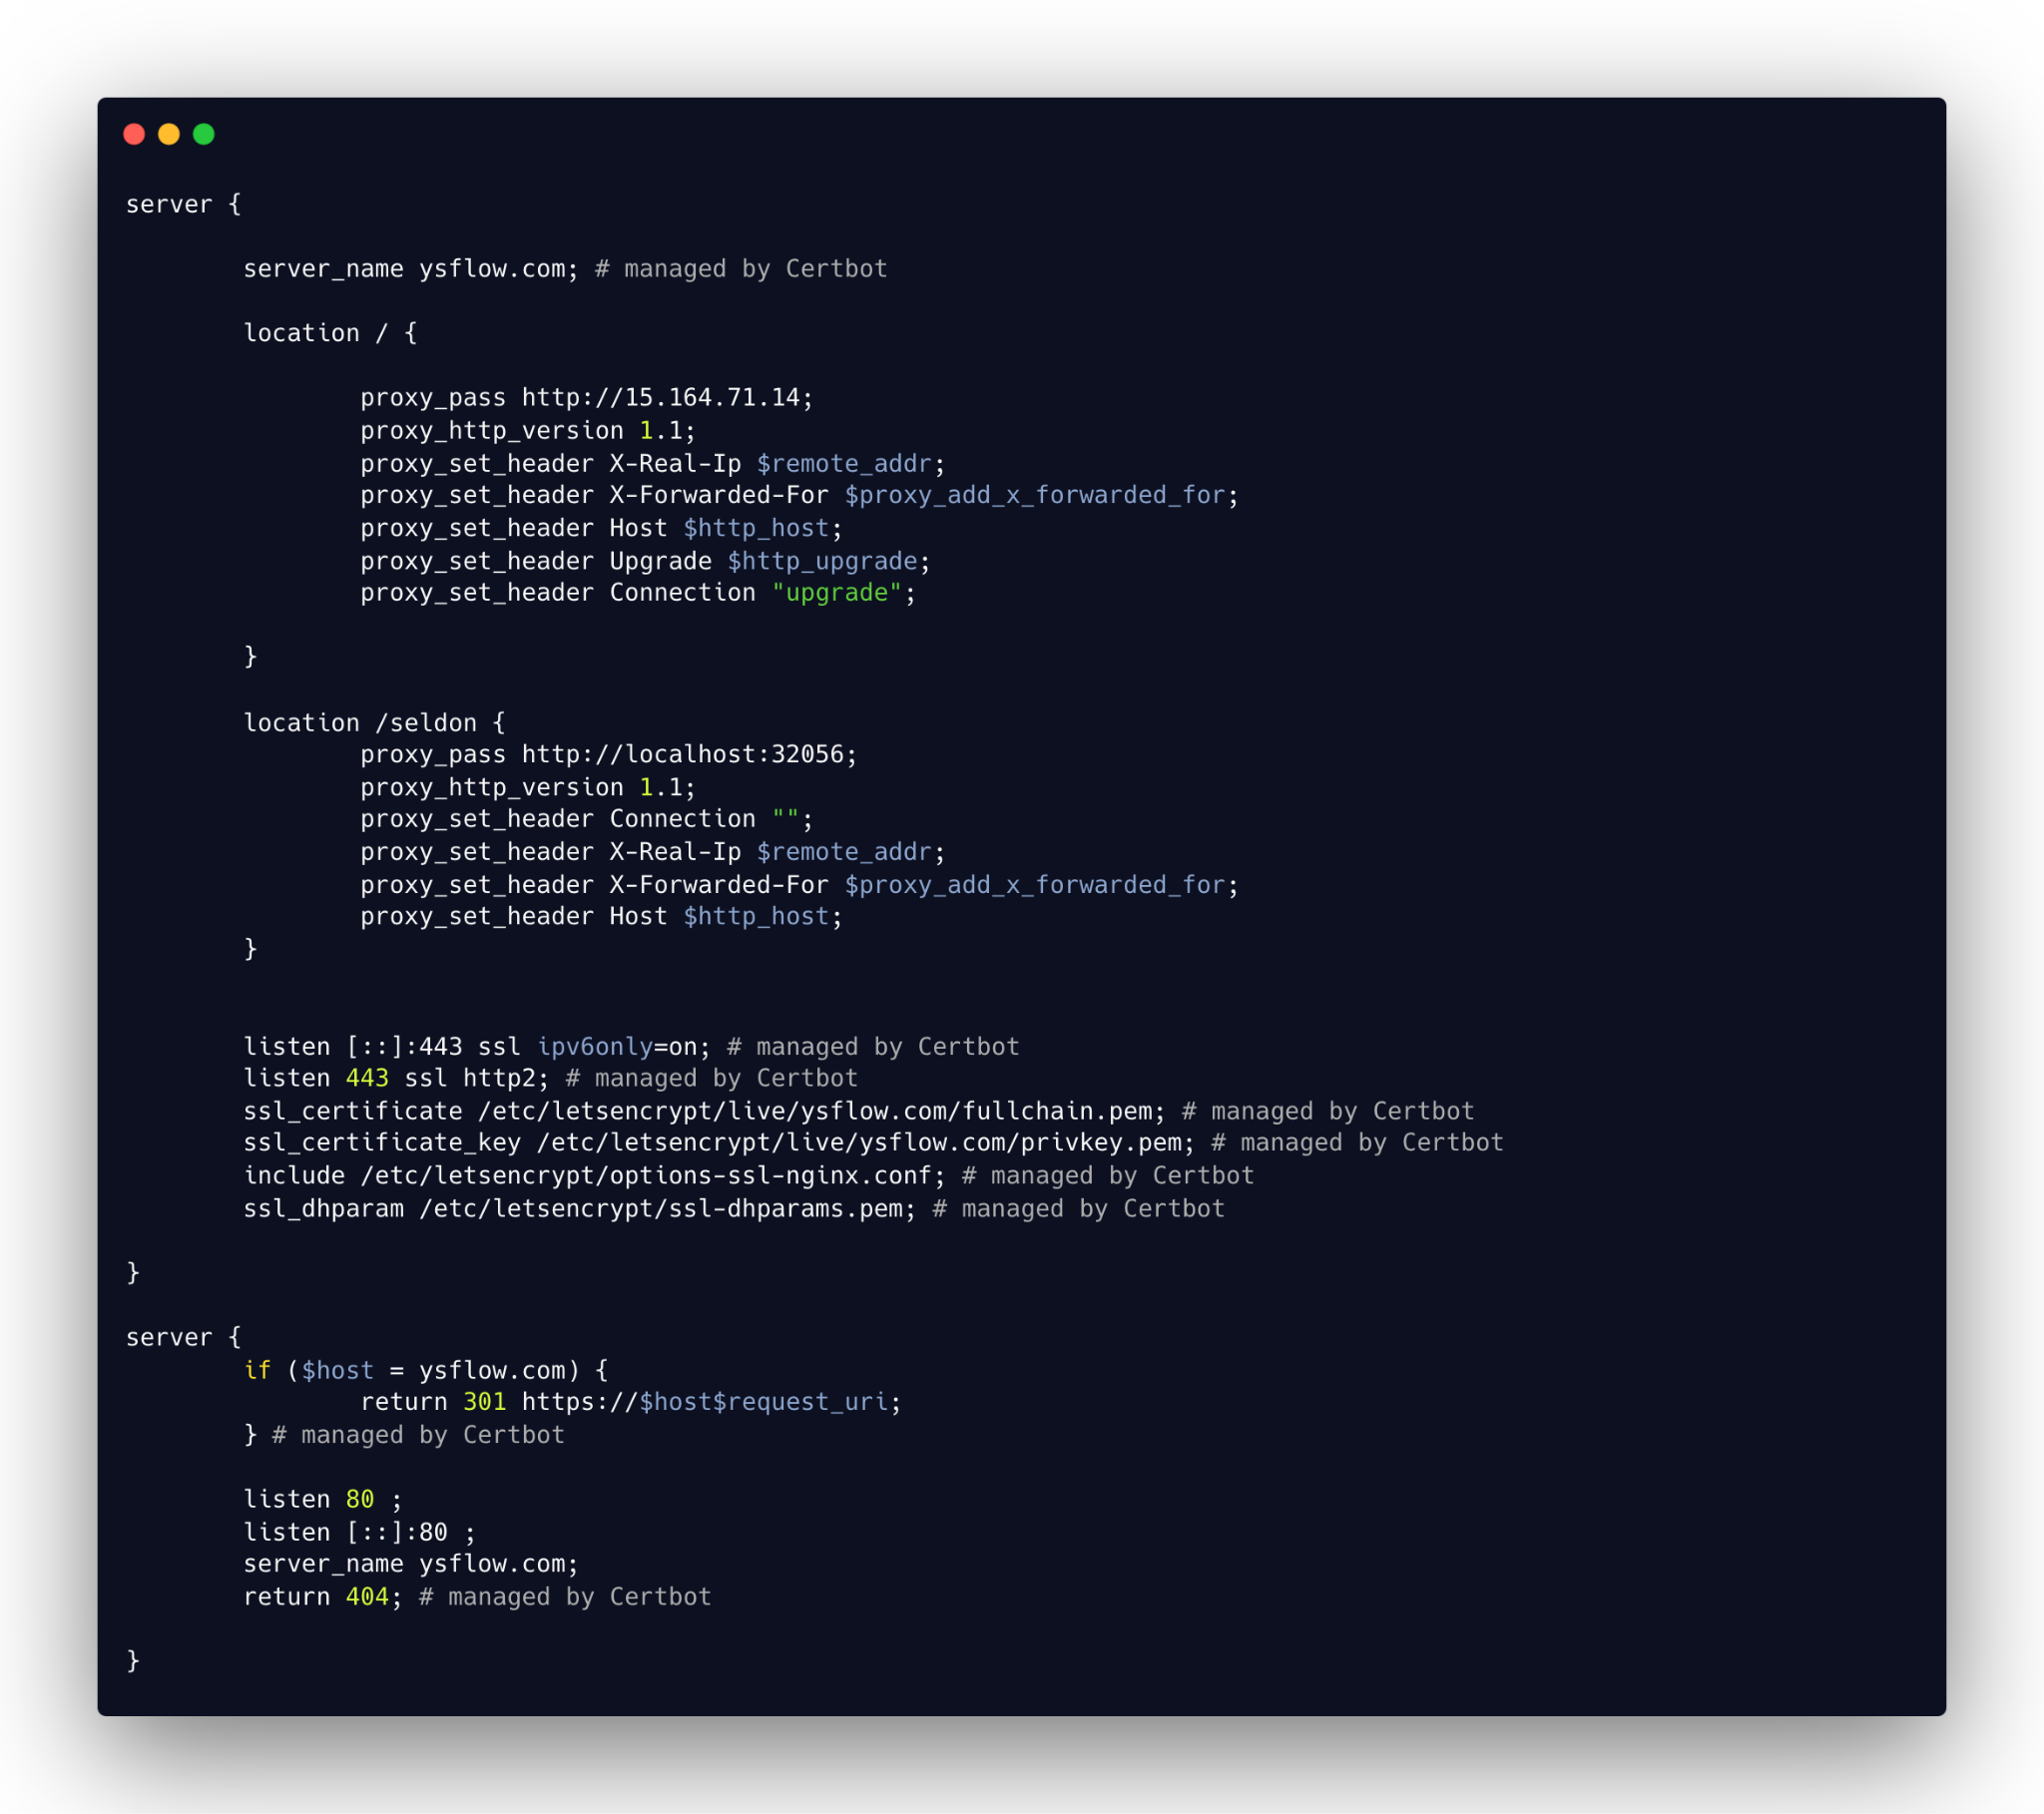 server {
server_name ysflow.com; # managed by Certbot
location / {
proxy_pass http://15.164.71.14;
proxy_http_version 1.1;
proxy_set_header X-Real-Ip $remote_addr;
proxy_set_header X-Forwarded-For $proxy_add_x_forwarded_for;
proxy_set_header Host $http_host;
proxy_set_header Upgrade $http_upgrade;
proxy_set_header Connection "upgrade";
}
location /seldon {
proxy_pass http://localhost:32056;
proxy_http_version 1.1;
proxy_set_header Connection "";
proxy_set_header X-Real-Ip $remote_addr;
proxy_set_header X-Forwarded-For $proxy_add_x_forwarded_for;
proxy_set_header Host $http_host;
}
listen [::]:443 ssl ipv6only=on; # managed by Certbot
listen 443 ssl http2; # managed by Certbot
ssl_certificate /etc/letsencrypt/live/ysflow.com/fullchain.pem; # managed by Certbot
ssl_certificate_key /etc/letsencrypt/live/ysflow.com/privkey.pem; # managed by Certbot
include /etc/letsencrypt/options-ssl-nginx.conf; # managed by Certbot
ssl_dhparam /etc/letsencrypt/ssl-dhparams.pem; # managed by Certbot
}
server {
if ($host = ysflow.com) {
return 301 https://$host$request_uri;
} # managed by Certbot
listen 80 ;
listen [::]:80 ;
server_name ysflow.com;
return 404; # managed by Certbot
}